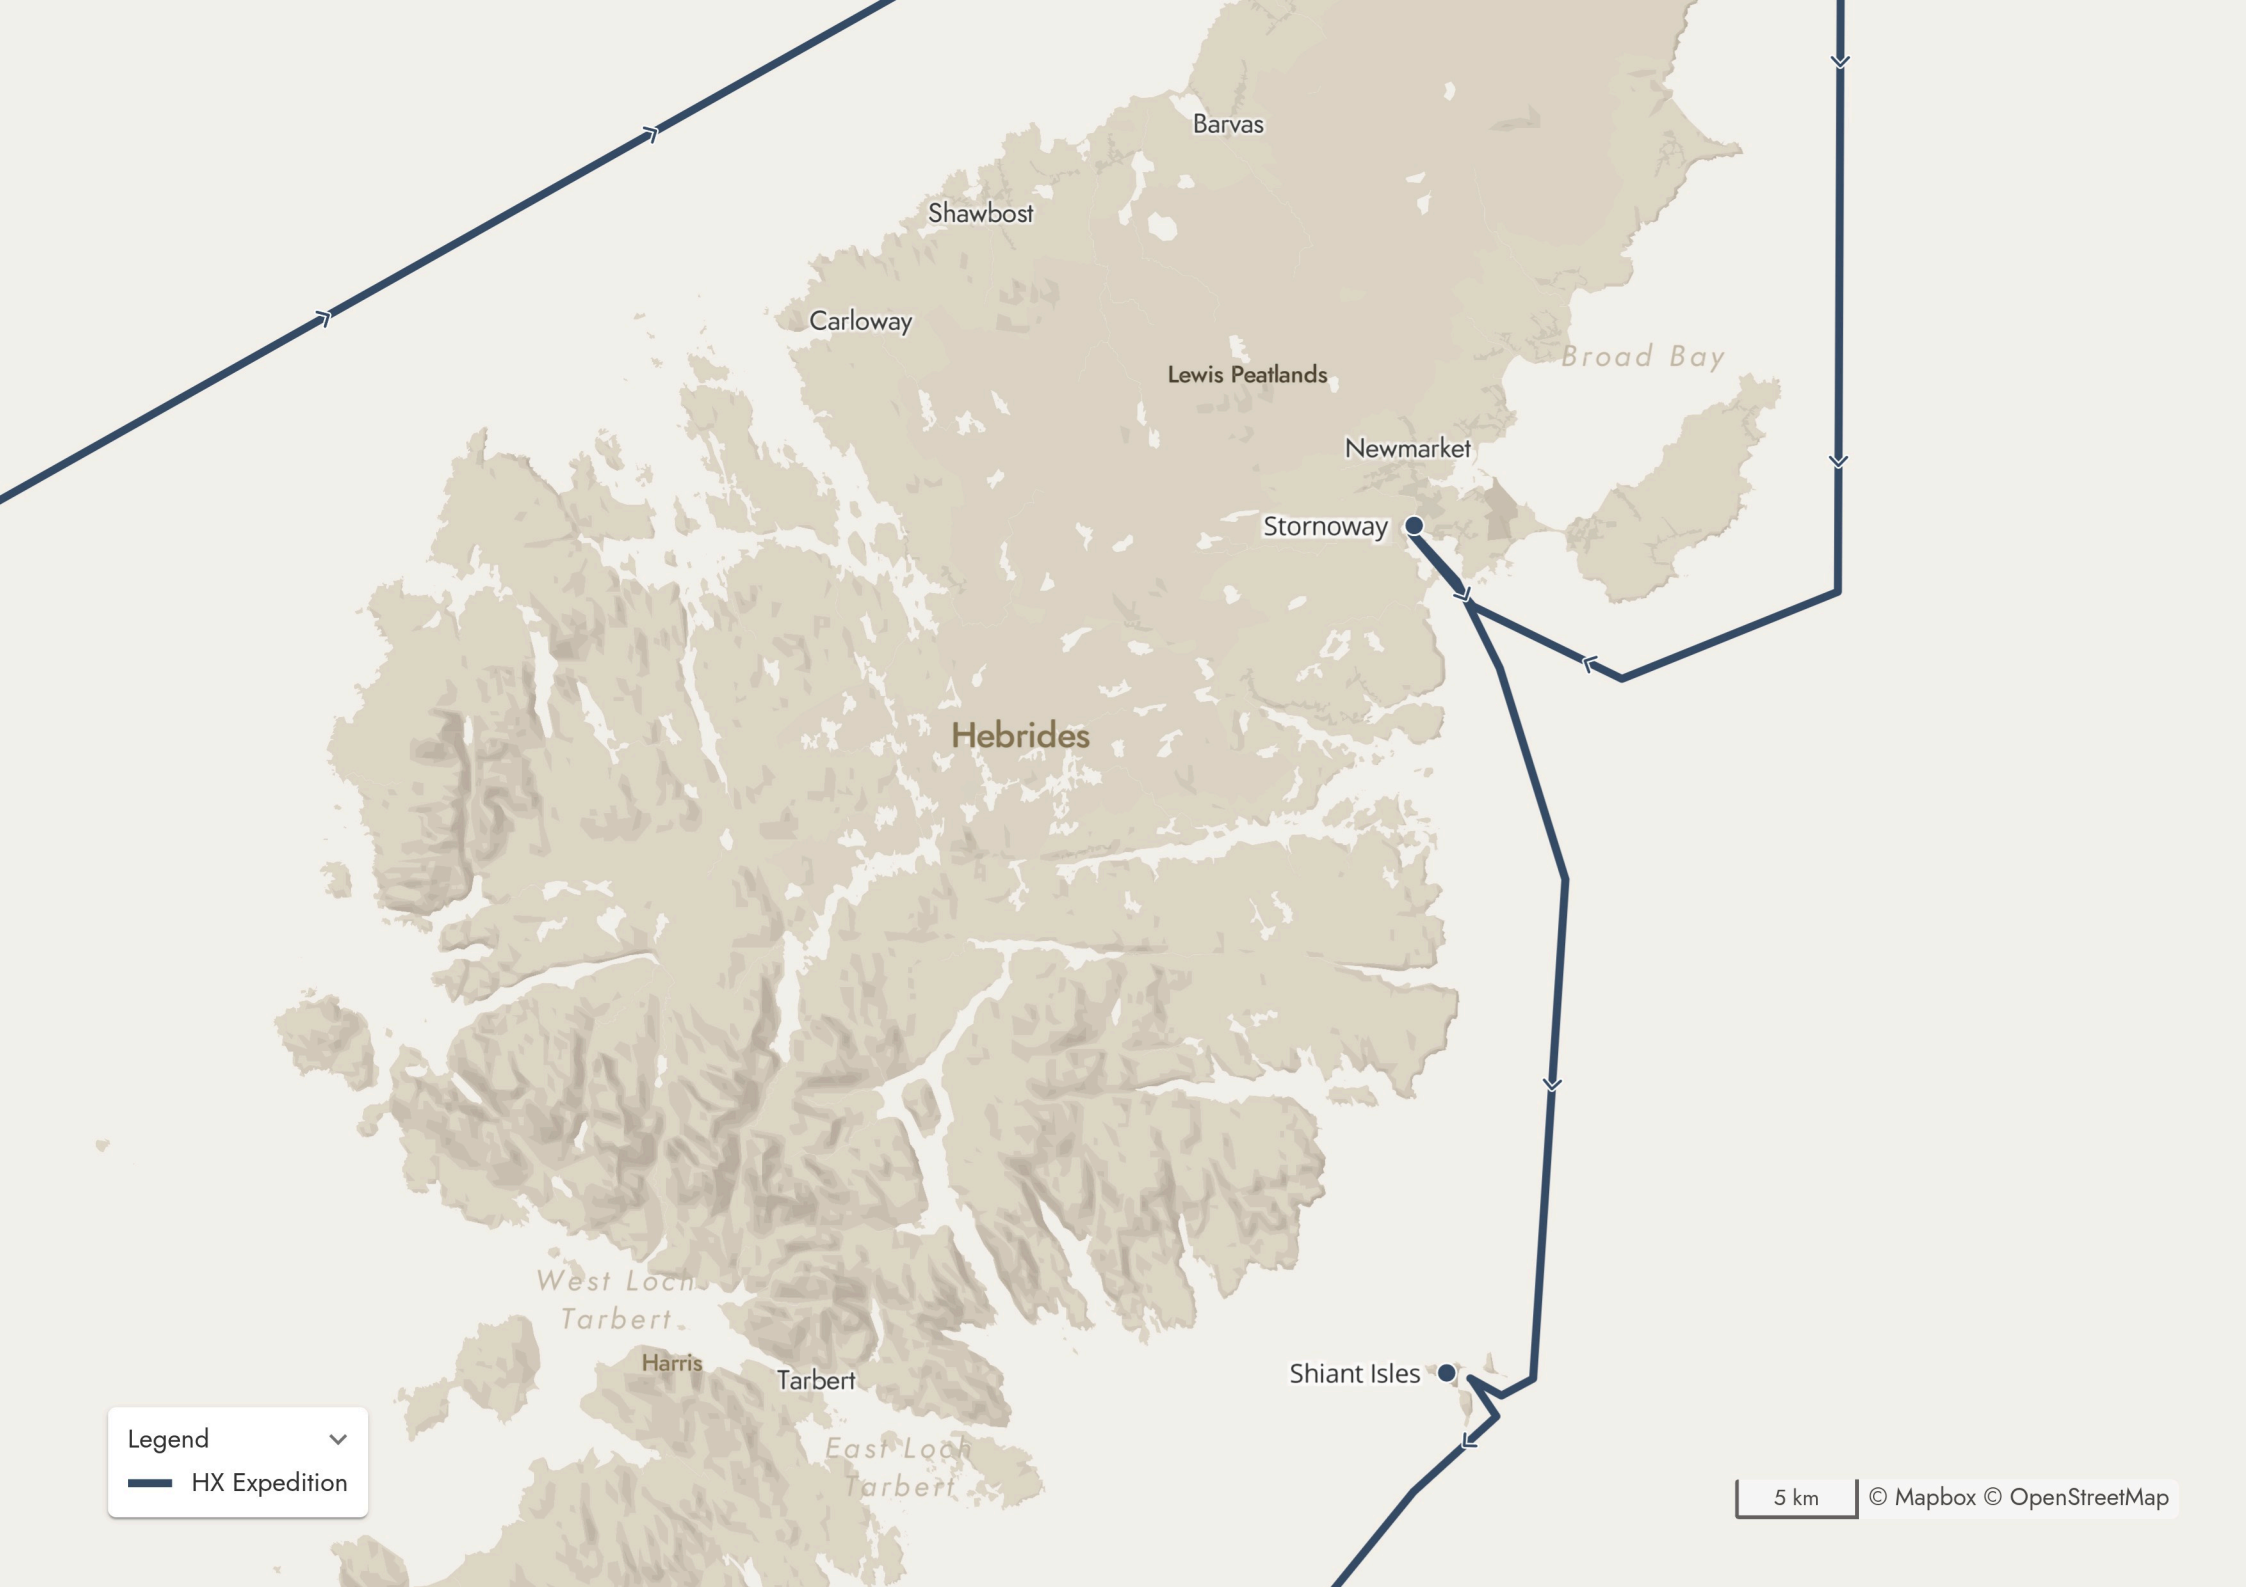 Barvas
Shawbost
Carloway
Broad Bay
Lewis Peatlands
Newmarket
Stornoway
Hebrides
West Loch
Tarbert
Harris
Tarbert
Shiant Isles
East Loch
Tarbert
Legend
HX Expedition
5 km
© Mapbox © OpenStreetMap